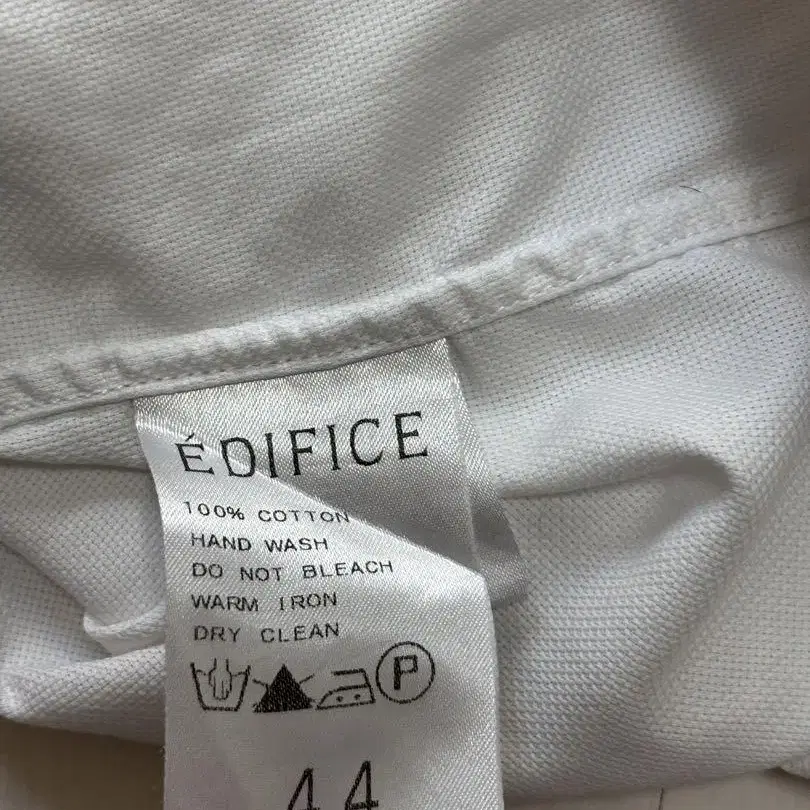 ÉDIFICE
100% COTTON
HAND WASH
DO NOT BLEACH
WARM IRON
DRY CLEAN
P
44